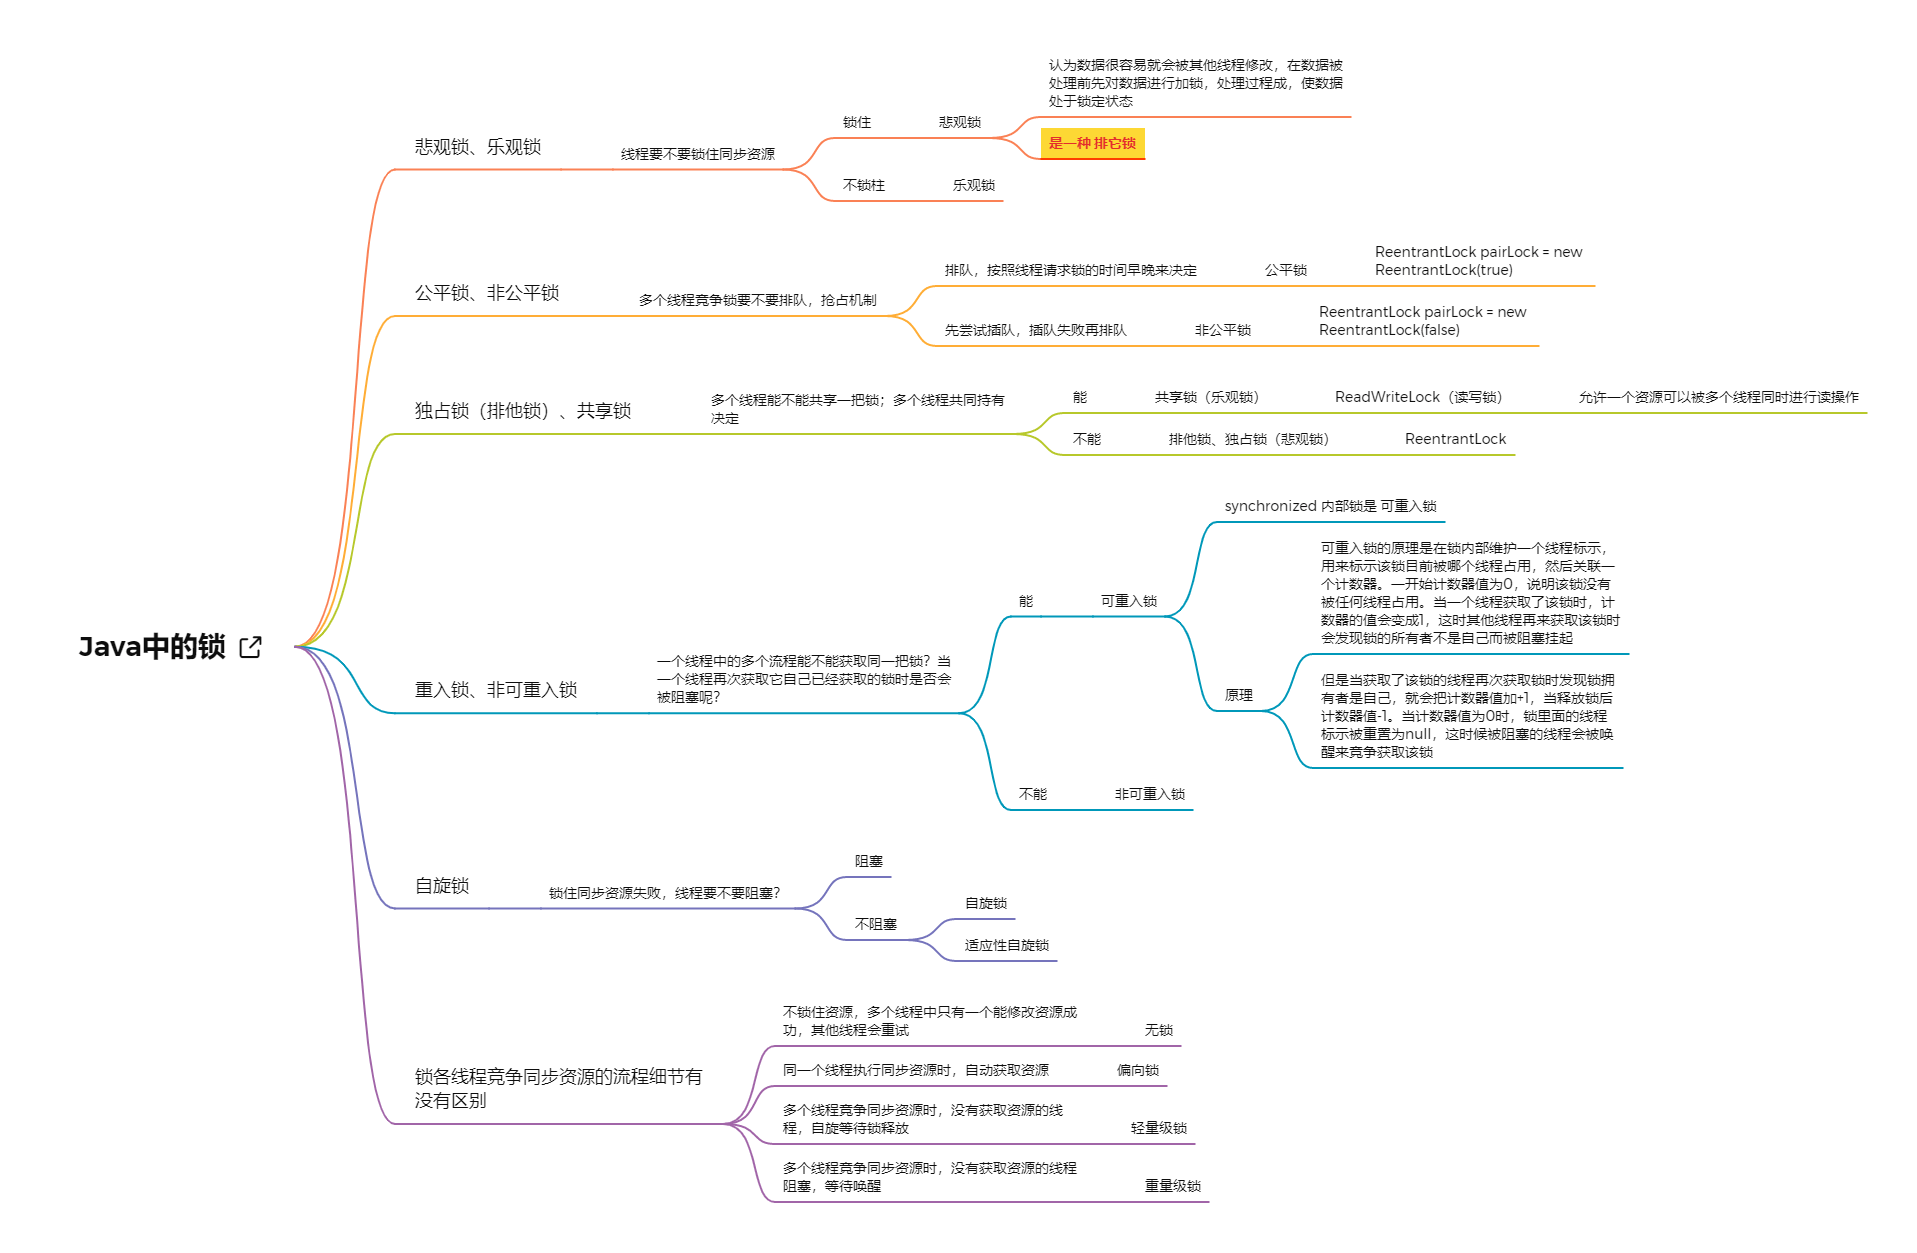 Java中的锁
悲观锁、乐观锁
线程要不要锁住同步资源
锁住
悲观锁
认为数据很容易就会被其他线程修改，在数据被
处理前先对数据进行加锁，处理过程成，使数据
处于锁定状态
是一种 排它锁
不锁柱
乐观锁
公平锁、非公平锁
多个线程竞争锁要不要排队，抢占机制
排队，按照线程请求锁的时间早晚来决定
公平锁
ReentrantLock pairLock = new
ReentrantLock(true)
先尝试插队，插队失败再排队
非公平锁
ReentrantLock pairLock = new
ReentrantLock(false)
独占锁（排他锁）、共享锁
多个线程能不能共享一把锁；多个线程共同持有
决定
能
共享锁（乐观锁）
ReadWriteLock（读写锁）
允许一个资源可以被多个线程同时进行读操作
不能
排他锁、独占锁（悲观锁）
ReentrantLock
重入锁、非可重入锁
一个线程中的多个流程能不能获取同一把锁？当
一个线程再次获取它自己已经获取的锁时是否会
被阻塞呢？
能
可重入锁
synchronized 内部锁是 可重入锁
原理
可重入锁的原理是在锁内部维护一个线程标示，
用来标示该锁目前被哪个线程占用，然后关联一
个计数器。一开始计数器值为0，说明该锁没有
被任何线程占用。当一个线程获取了该锁时，计
数器的值会变成1，这时其他线程再来获取该锁时
会发现锁的所有者不是自己而被阻塞挂起
但是当获取了该锁的线程再次获取锁时发现锁拥
有者是自己，就会把计数器值加+1，当释放锁后
计数器值-1。当计数器值为0时，锁里面的线程
标示被重置为null，这时候被阻塞的线程会被唤
醒来竞争获取该锁
不能
非可重入锁
自旋锁
锁住同步资源失败，线程要不要阻塞？
阻塞
不阻塞
自旋锁
适应性自旋锁
锁各线程竞争同步资源的流程细节有
没有区别
不锁住资源，多个线程中只有一个能修改资源成
功，其他线程会重试
无锁
同一个线程执行同步资源时，自动获取资源
偏向锁
多个线程竞争同步资源时，没有获取资源的线
程，自旋等待锁释放
轻量级锁
多个线程竞争同步资源时，没有获取资源的线程
阻塞，等待唤醒
重量级锁